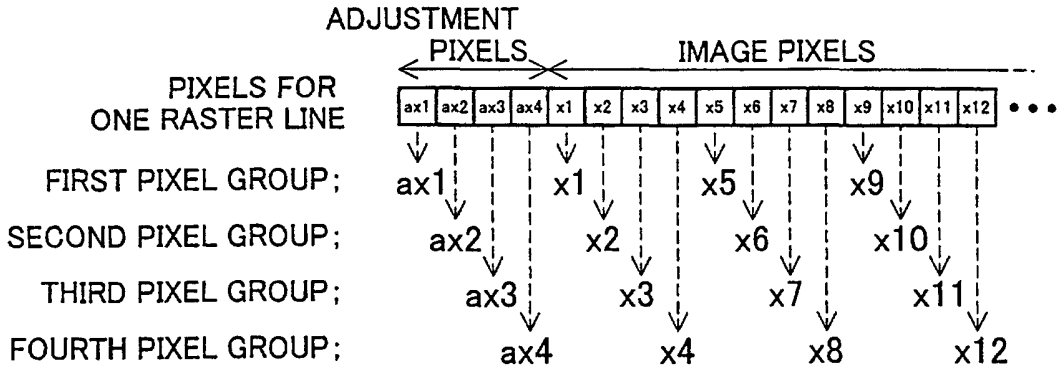 ADJUSTMENT
PIXELS IMAGE PIXELS
PIXELS FOR
ONE RASTER LINE
ax1 ax2 ax3 ax4 x1 x2 x3 x4 x5 x6 x7 x8 x9 x10 x11 x12 •••
FIRST PIXEL GROUP; ax1 x1 x5 x9
SECOND PIXEL GROUP; ax2 x2 x6 x10
THIRD PIXEL GROUP; ax3 x3 x7 x11
FOURTH PIXEL GROUP; ax4 x4 x8 x12